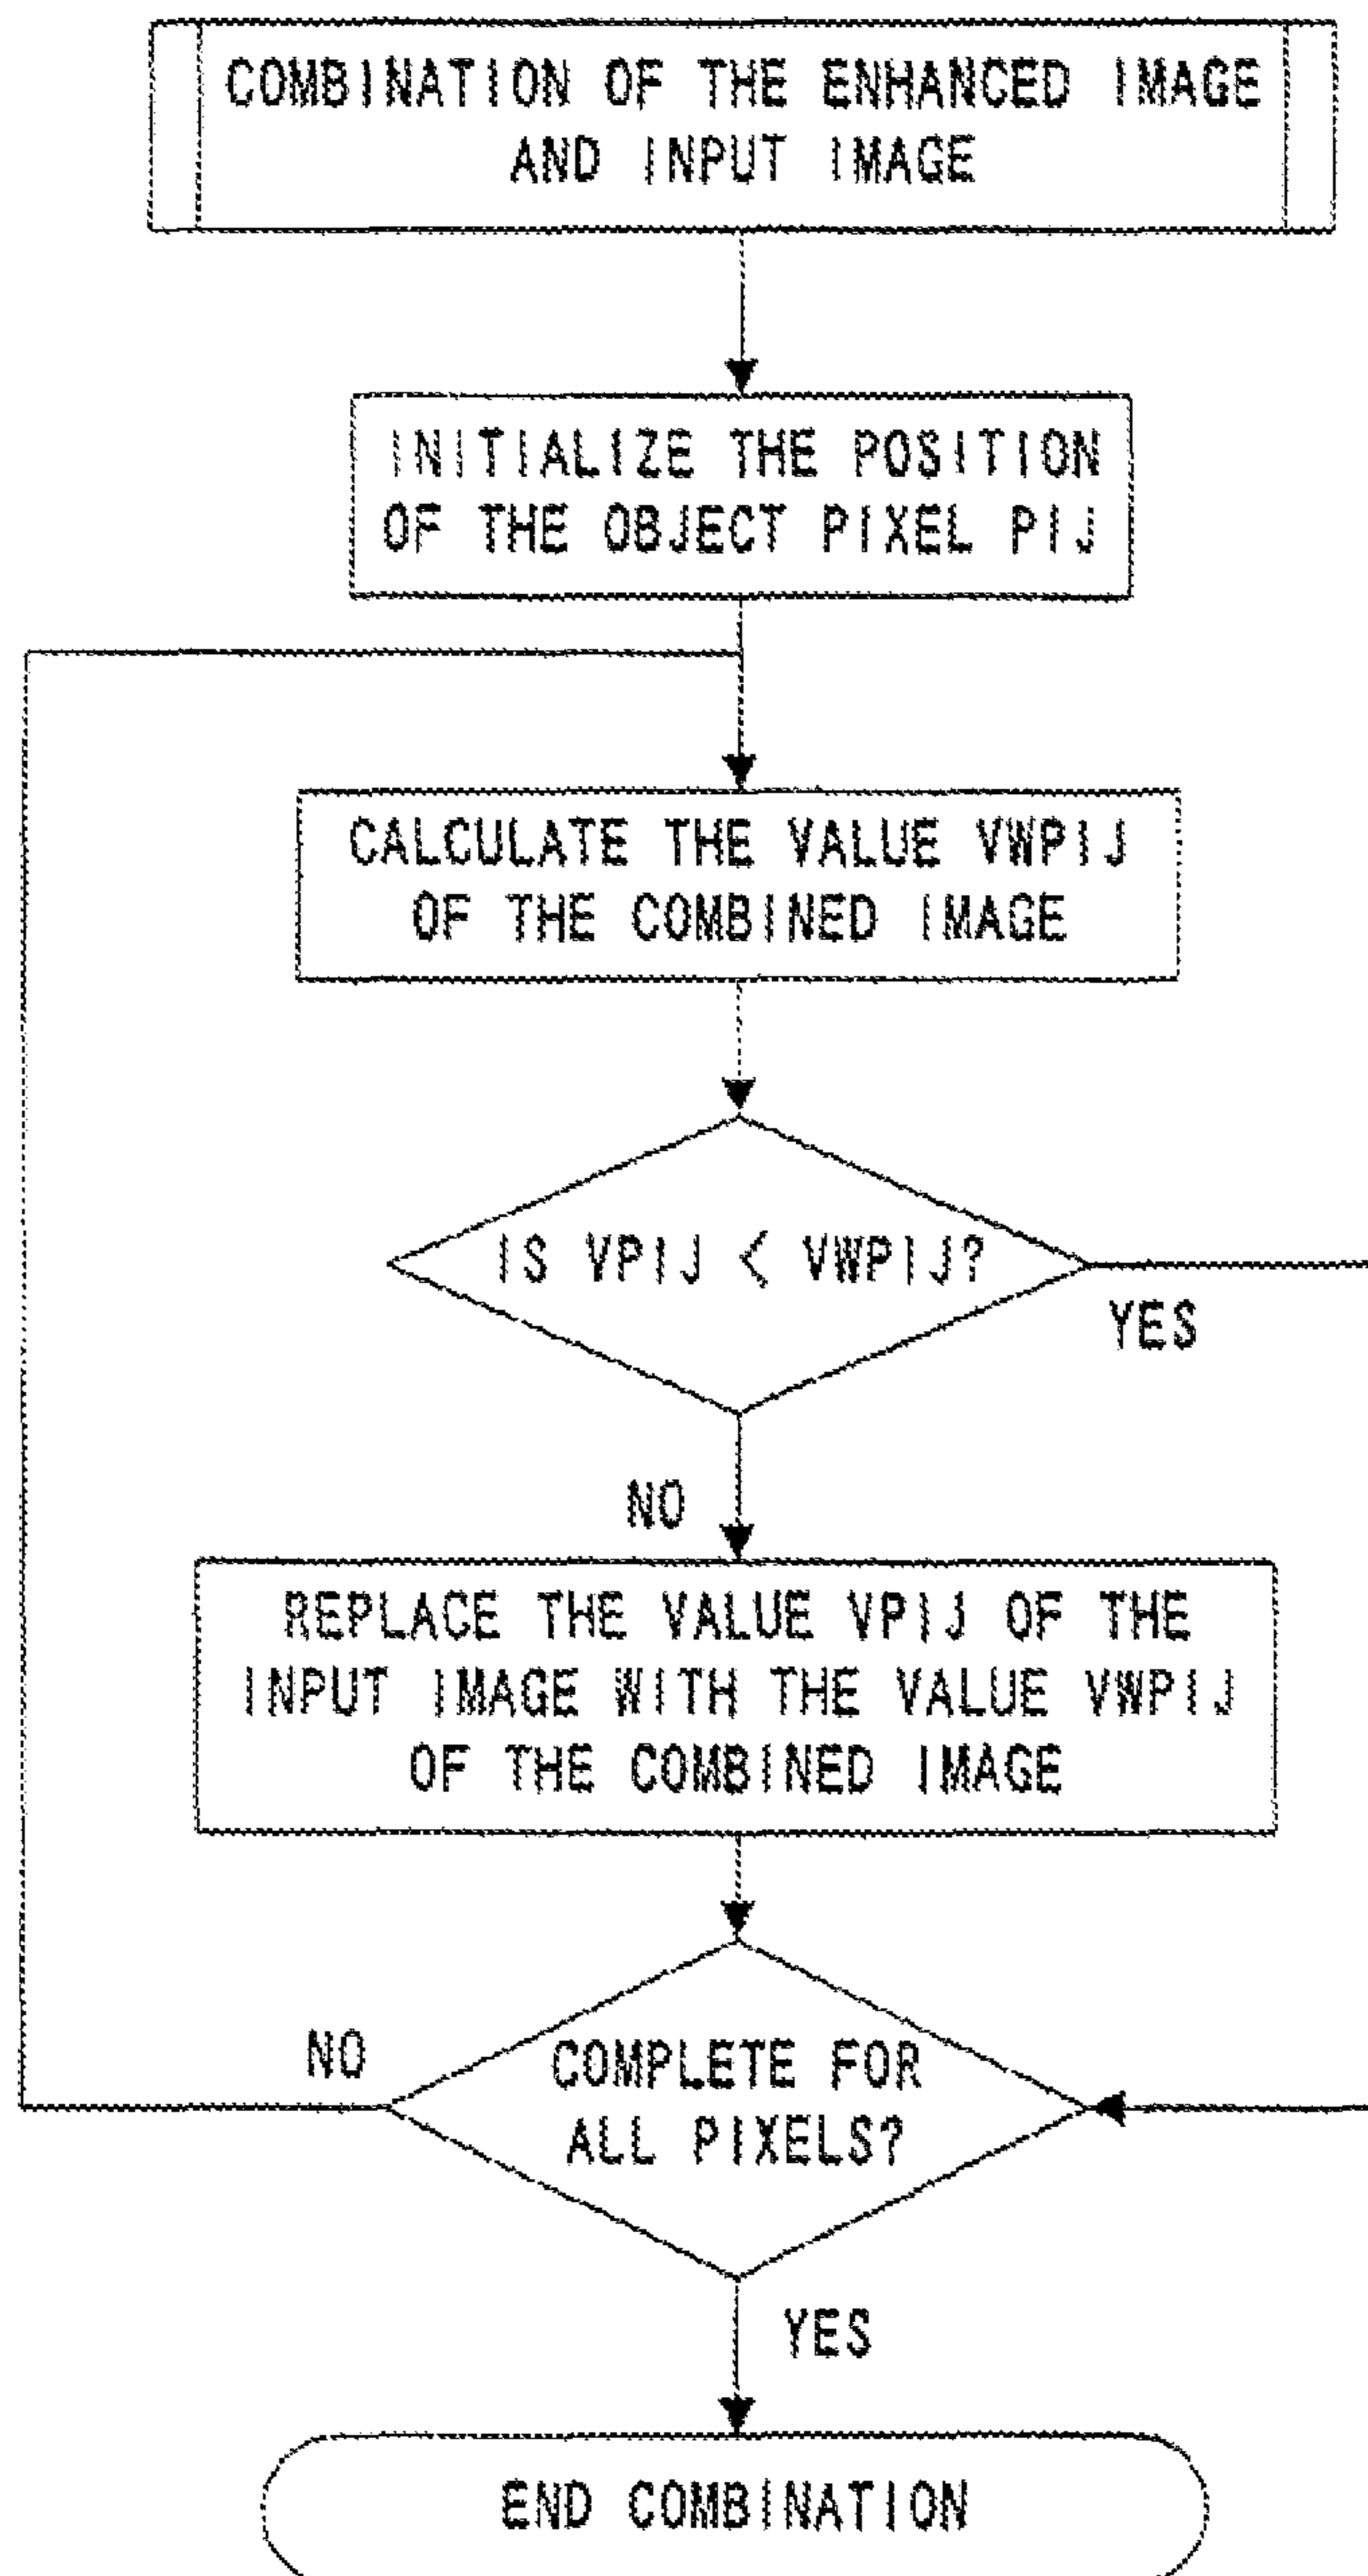 COMBINATION OF THE ENHANCED IMAGE
AND INPUT IMAGE
INITIALIZE THE POSITION
OF THE OBJECT PIXEL PIJ
CALCULATE THE VALUE VWPIJ
OF THE COMBINED IMAGE
IS VPIJ < VWPIJ?
YES
NO
REPLACE THE VALUE VPIJ OF THE
INPUT IMAGE WITH THE VALUE VWPIJ
OF THE COMBINED IMAGE
NO
COMPLETE FOR
ALL PIXELS?
YES
END COMBINATION